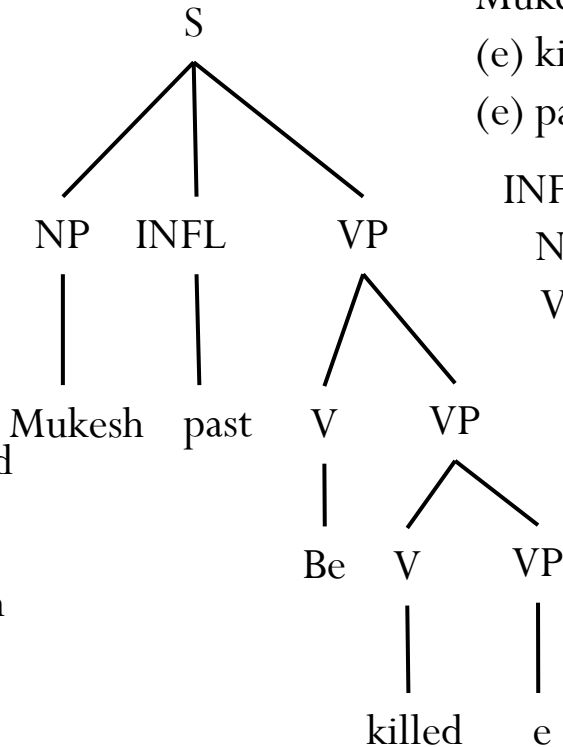 S
(e)
(e)
NP INFL VP
Mukesh past V VP
Be V VP
killed e